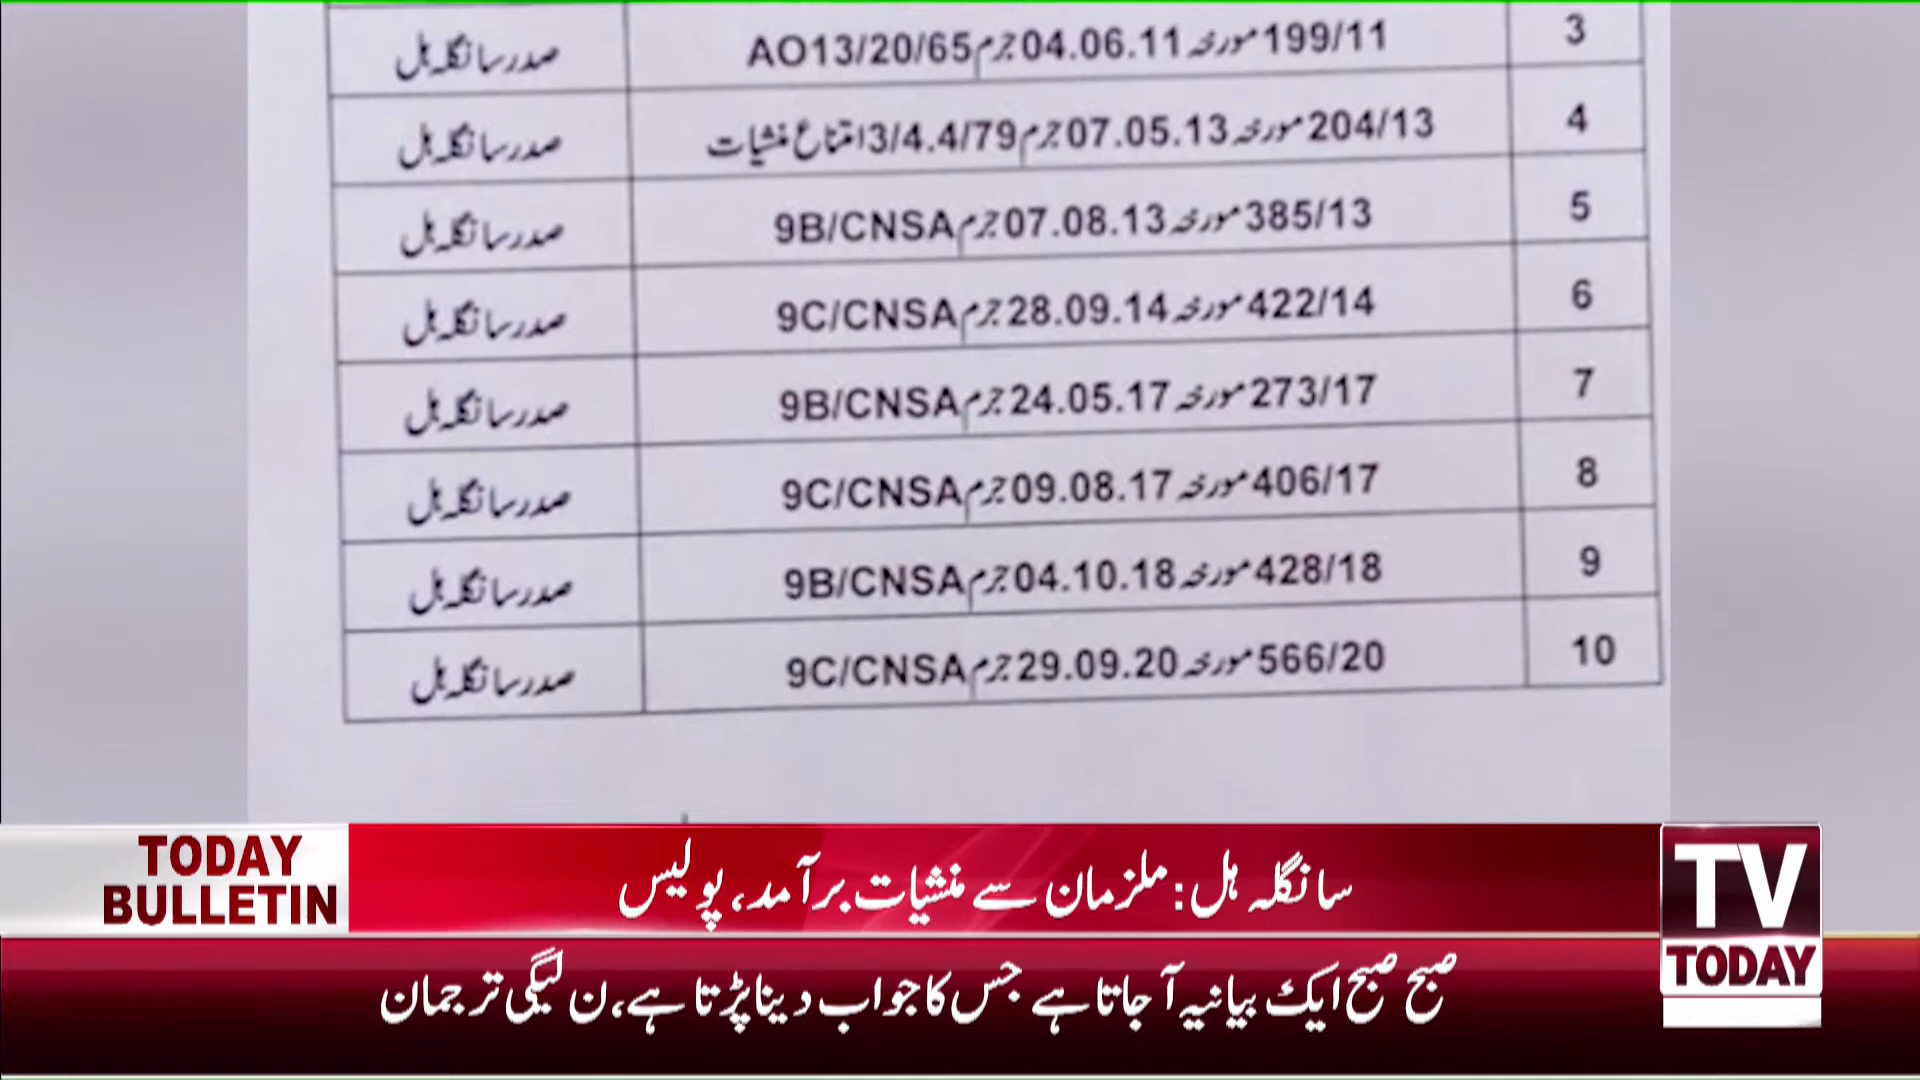 3 199/11 مورخہ 04.06.11 جرم AO13/20/65 صدر سانگلہ ہل
4 204/13 مورخہ 07.05.13 جرم 3/4.4/79 امتناع منشیات صدر سانگلہ ہل
5 385/13 مورخہ 07.08.13 جرم 9B/CNSA صدر سانگلہ ہل
6 422/14 مورخہ 28.09.14 جرم 9C/CNSA صدر سانگلہ ہل
7 273/17 مورخہ 24.05.17 جرم 9B/CNSA صدر سانگلہ ہل
8 406/17 مورخہ 09.08.17 جرم 9C/CNSA صدر سانگلہ ہل
9 428/18 مورخہ 04.10.18 جرم 9B/CNSA صدر سانگلہ ہل
10 566/20 مورخہ 29.09.20 جرم 9C/CNSA صدر سانگلہ ہل
TODAY
BULLETIN
سانگلہ ہل: ملزمان سے منشیات برآمد، پولیس
صبح صبح ایک بیانیہ آ جاتا ہے جس کا جواب دینا پڑتا ہے، ن لیگی ترجمان
TV
TODAY